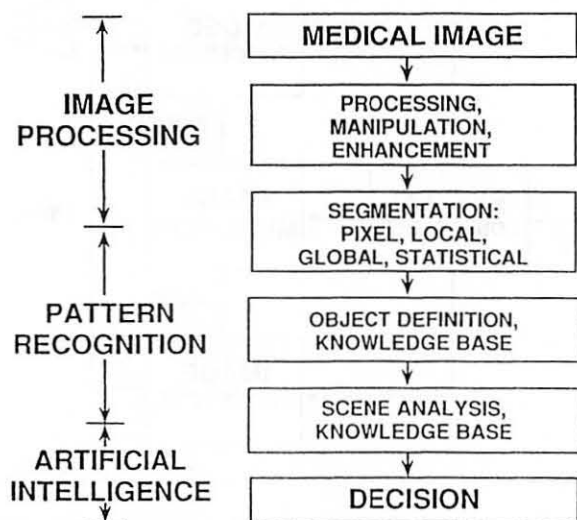 MEDICAL IMAGE
IMAGE
PROCESSING
PROCESSING,
MANIPULATION,
ENHANCEMENT
SEGMENTATION:
PIXEL, LOCAL,
GLOBAL, STATISTICAL
PATTERN
RECOGNITION
OBJECT DEFINITION,
KNOWLEDGE BASE
SCENE ANALYSIS,
KNOWLEDGE BASE
ARTIFICIAL
INTELLIGENCE
DECISION